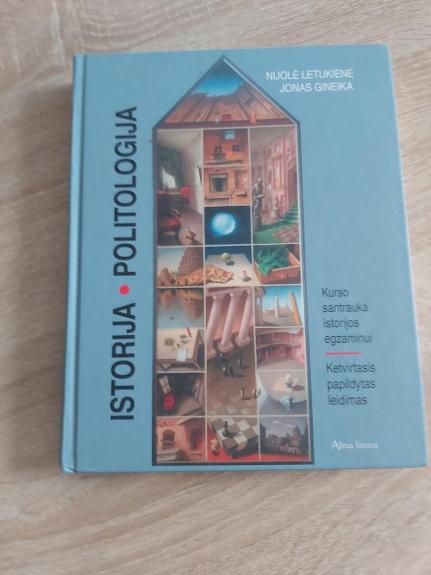 NIJOLĖ LETUKIENĖ
JONAS GINEIKA
ISTORIJA • POLITOLOGIJA
Kurso
santrauka
istorijos
egzaminui
Ketvirtasis
papildytas
leidimas
Alma littera